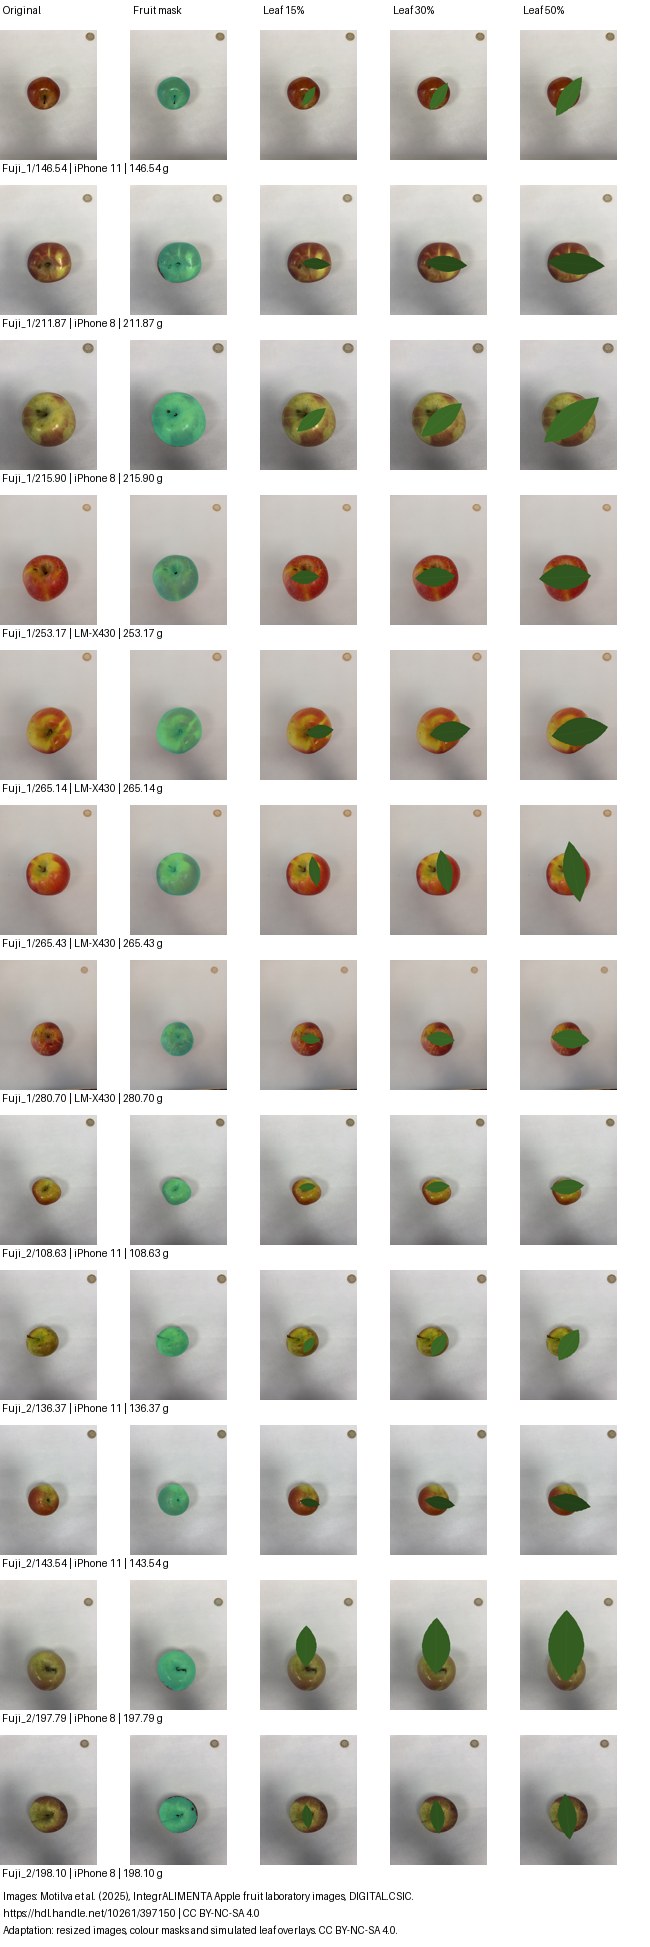 Original
Fruit mask
Leaf 15%
Leaf 30%
Leaf 50%
Fuji_1/146.54 | iPhone 11 | 146.54 g
Fuji_1/211.87 | iPhone 8 | 211.87 g
Fuji_1/215.90 | iPhone 8 | 215.90 g
Fuji_1/253.17 | LM-X430 | 253.17 g
Fuji_1/265.14 | LM-X430 | 265.14 g
Fuji_1/265.43 | LM-X430 | 265.43 g
Fuji_1/280.70 | LM-X430 | 280.70 g
Fuji_2/108.63 | iPhone 11 | 108.63 g
Fuji_2/136.37 | iPhone 11 | 136.37 g
Fuji_2/143.54 | iPhone 11 | 143.54 g
Fuji_2/197.79 | iPhone 8 | 197.79 g
Fuji_2/198.10 | iPhone 8 | 198.10 g
Images: Motilva et al. (2025), IntegrALIMENTA Apple fruit laboratory images, DIGITAL.CSIC.
https://hdl.handle.net/10261/397150 | CC BY-NC-SA 4.0
Adaptation: resized images, colour masks and simulated leaf overlays. CC BY-NC-SA 4.0.